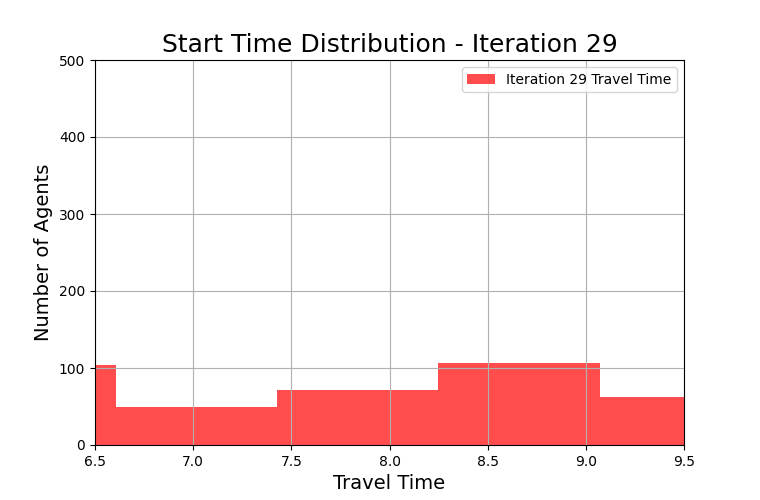 Start Time Distribution - Iteration 29
Iteration 29 Travel Time
Number of Agents
500
400
300
200
100
0
6.5 7.0 7.5 8.0 8.5 9.0 9.5
Travel Time